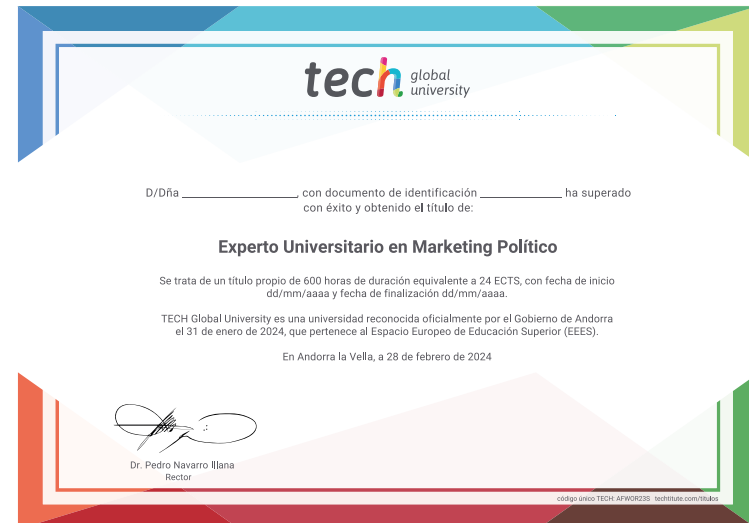 tech global
university
D/Dña ____________________, con documento de identificación ______________ ha superado
con éxito y obtenido el título de:
Experto Universitario en Marketing Político
Se trata de un título propio de 600 horas de duración equivalente a 24 ECTS, con fecha de inicio
dd/mm/aaaa y fecha de finalización dd/mm/aaaa.
TECH Global University es una universidad reconocida oficialmente por el Gobierno de Andorra
el 31 de enero de 2024, que pertenece al Espacio Europeo de Educación Superior (EEES).
En Andorra la Vella, a 28 de febrero de 2024
Dr. Pedro Navarro Illana
Rector
código único TECH: AFWOR23S techtitute.com/titulos